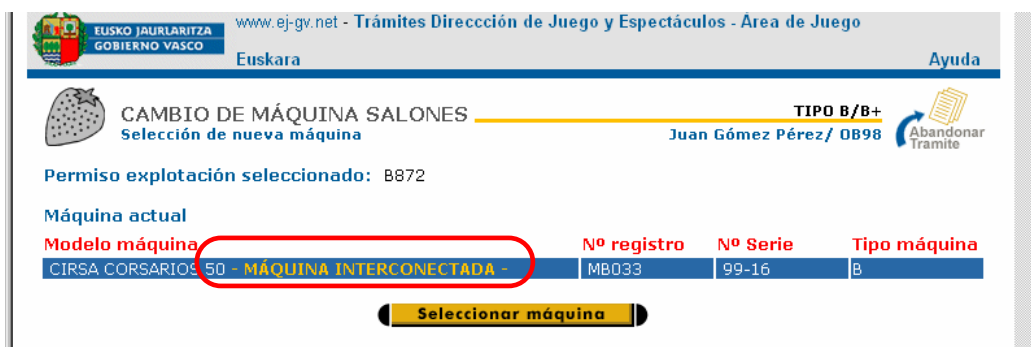 EUSKO JAURLARITZA
GOBIERNO VASCO
www.ej-gv.net - Trámites Direccción de Juego y Espectáculos - Área de Juego
Euskara
Ayuda
CAMBIO DE MÁQUINA SALONES
TIPO B/B+
Selección de nueva máquina
Juan Gómez Pérez/ 0B98
Abandonar
Tramite
Permiso explotación seleccionado: B872
Máquina actual
Modelo máquina Nº registro Nº Serie Tipo máquina
CIRSA CORSARIOS 50 - MÁQUINA INTERCONECTADA - MB033 99-16 B
Seleccionar máquina